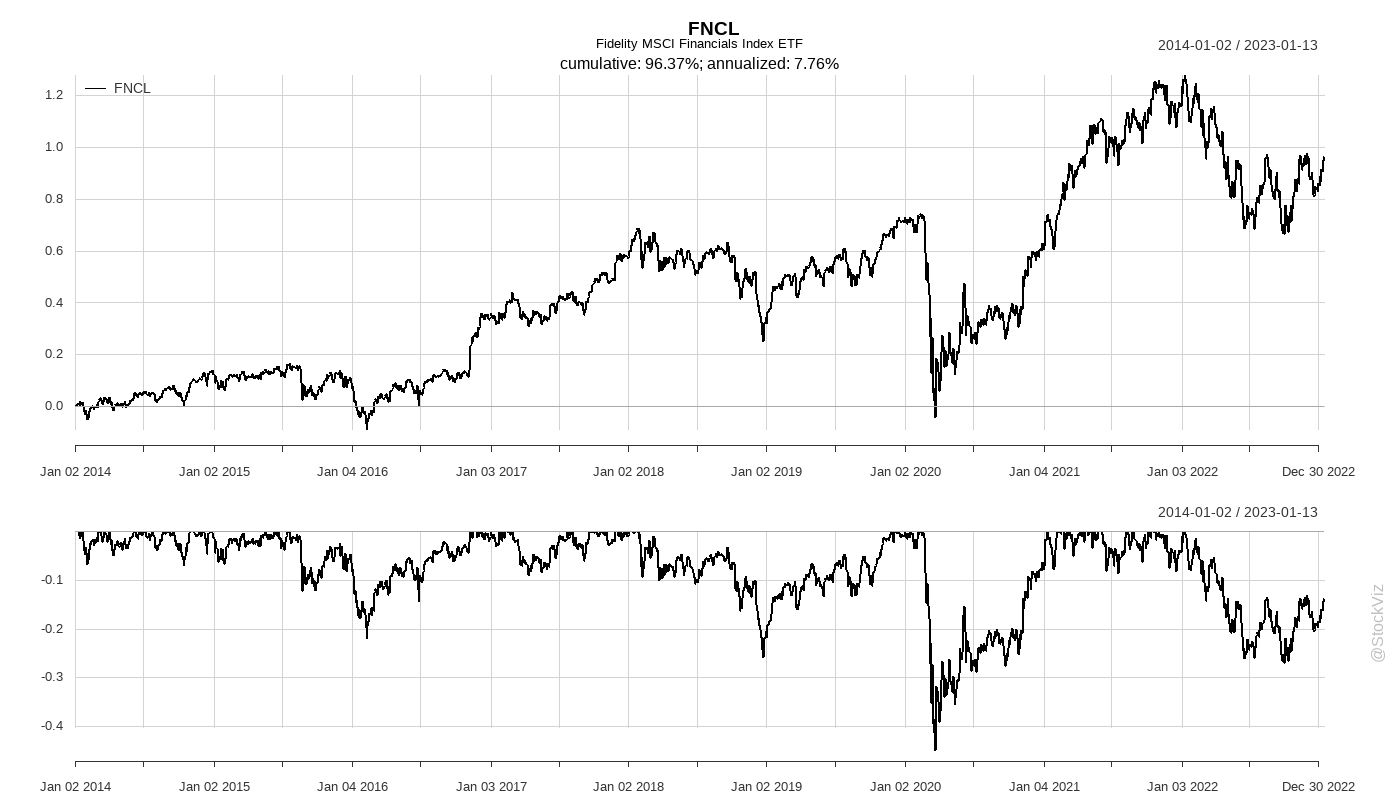 FNCL
Fidelity MSCI Financials Index ETF
cumulative: 96.37%; annualized: 7.76%
2014-01-02 / 2023-01-13
FNCL
1.2
1.0
0.8
0.6
0.4
0.2
0.0
Jan 02 2014 Jan 02 2015 Jan 04 2016 Jan 03 2017 Jan 02 2018 Jan 02 2019 Jan 02 2020 Jan 04 2021 Jan 03 2022 Dec 30 2022
2014-01-02 / 2023-01-13
-0.1
-0.2
-0.3
-0.4
Jan 02 2014 Jan 02 2015 Jan 04 2016 Jan 03 2017 Jan 02 2018 Jan 02 2019 Jan 02 2020 Jan 04 2021 Jan 03 2022 Dec 30 2022
@StockViz